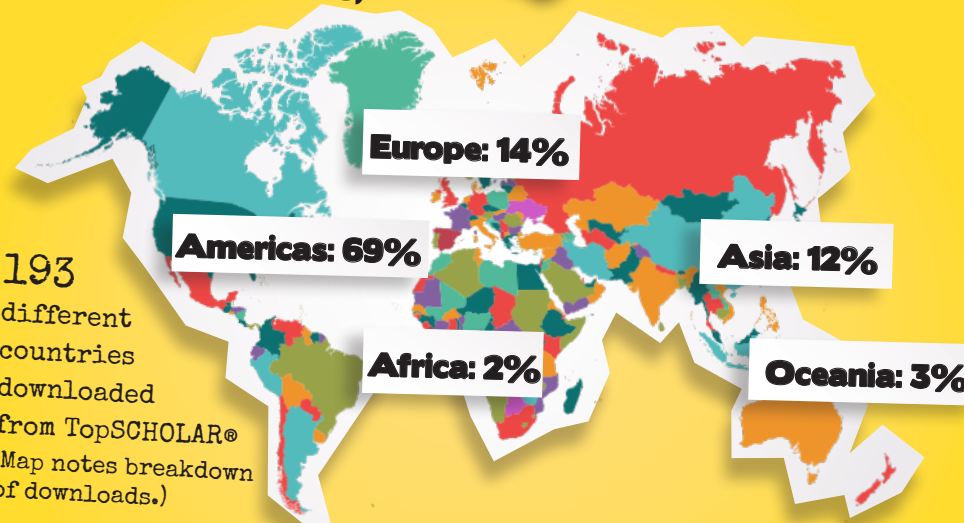 Europe: 14%
Americas: 69%
Asia: 12%
Africa: 2%
Oceania: 3%
193
different
countries
downloaded
from TopSCHOLAR®
Map notes breakdown
of downloads.)